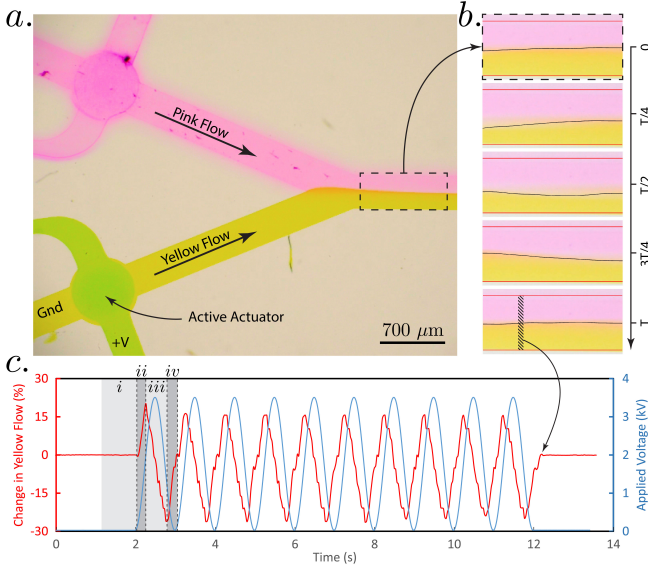 a.
Pink Flow
Yellow Flow
Gnd
+V
Active Actuator
700 μm
b.
0
T/4
T/2
3T/4
T
c.
i
ii
iii
iv
Change in Yellow Flow (%)
30
15
0
-15
-30
Applied Voltage (kV)
4
3
2
1
0
0
2
4
6
8
10
12
14
Time (s)